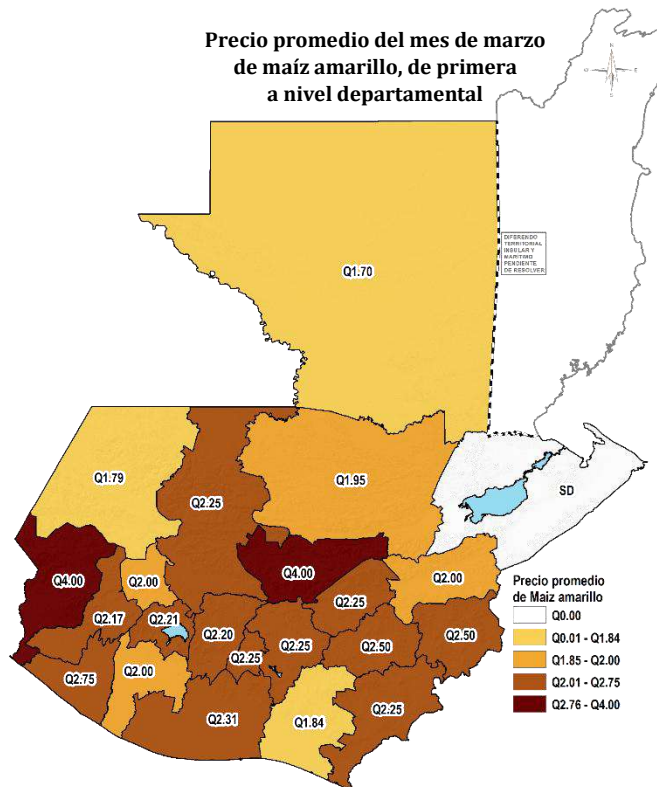 Precio promedio del mes de marzo
de maíz amarillo, de primera
a nivel departamental
N
O
E
S
DIFERENDO
TERRITORIAL
INSULAR Y
MARITIMO
PENDIENTE
DE RESOLVER
Q1.70
Q1.79
Q2.25
Q1.95
SD
Q4.00
Q2.00
Q4.00
Q2.00
Q2.25
Q2.17
Q2.21
Q2.20
Q2.25
Q2.25
Q2.50
Q2.50
Q2.75
Q2.00
Q2.31
Q1.84
Q2.25
Precio promedio
de Maiz amarillo
Q0.00
Q0.01 - Q1.84
Q1.85 - Q2.00
Q2.01 - Q2.75
Q2.76 - Q4.00